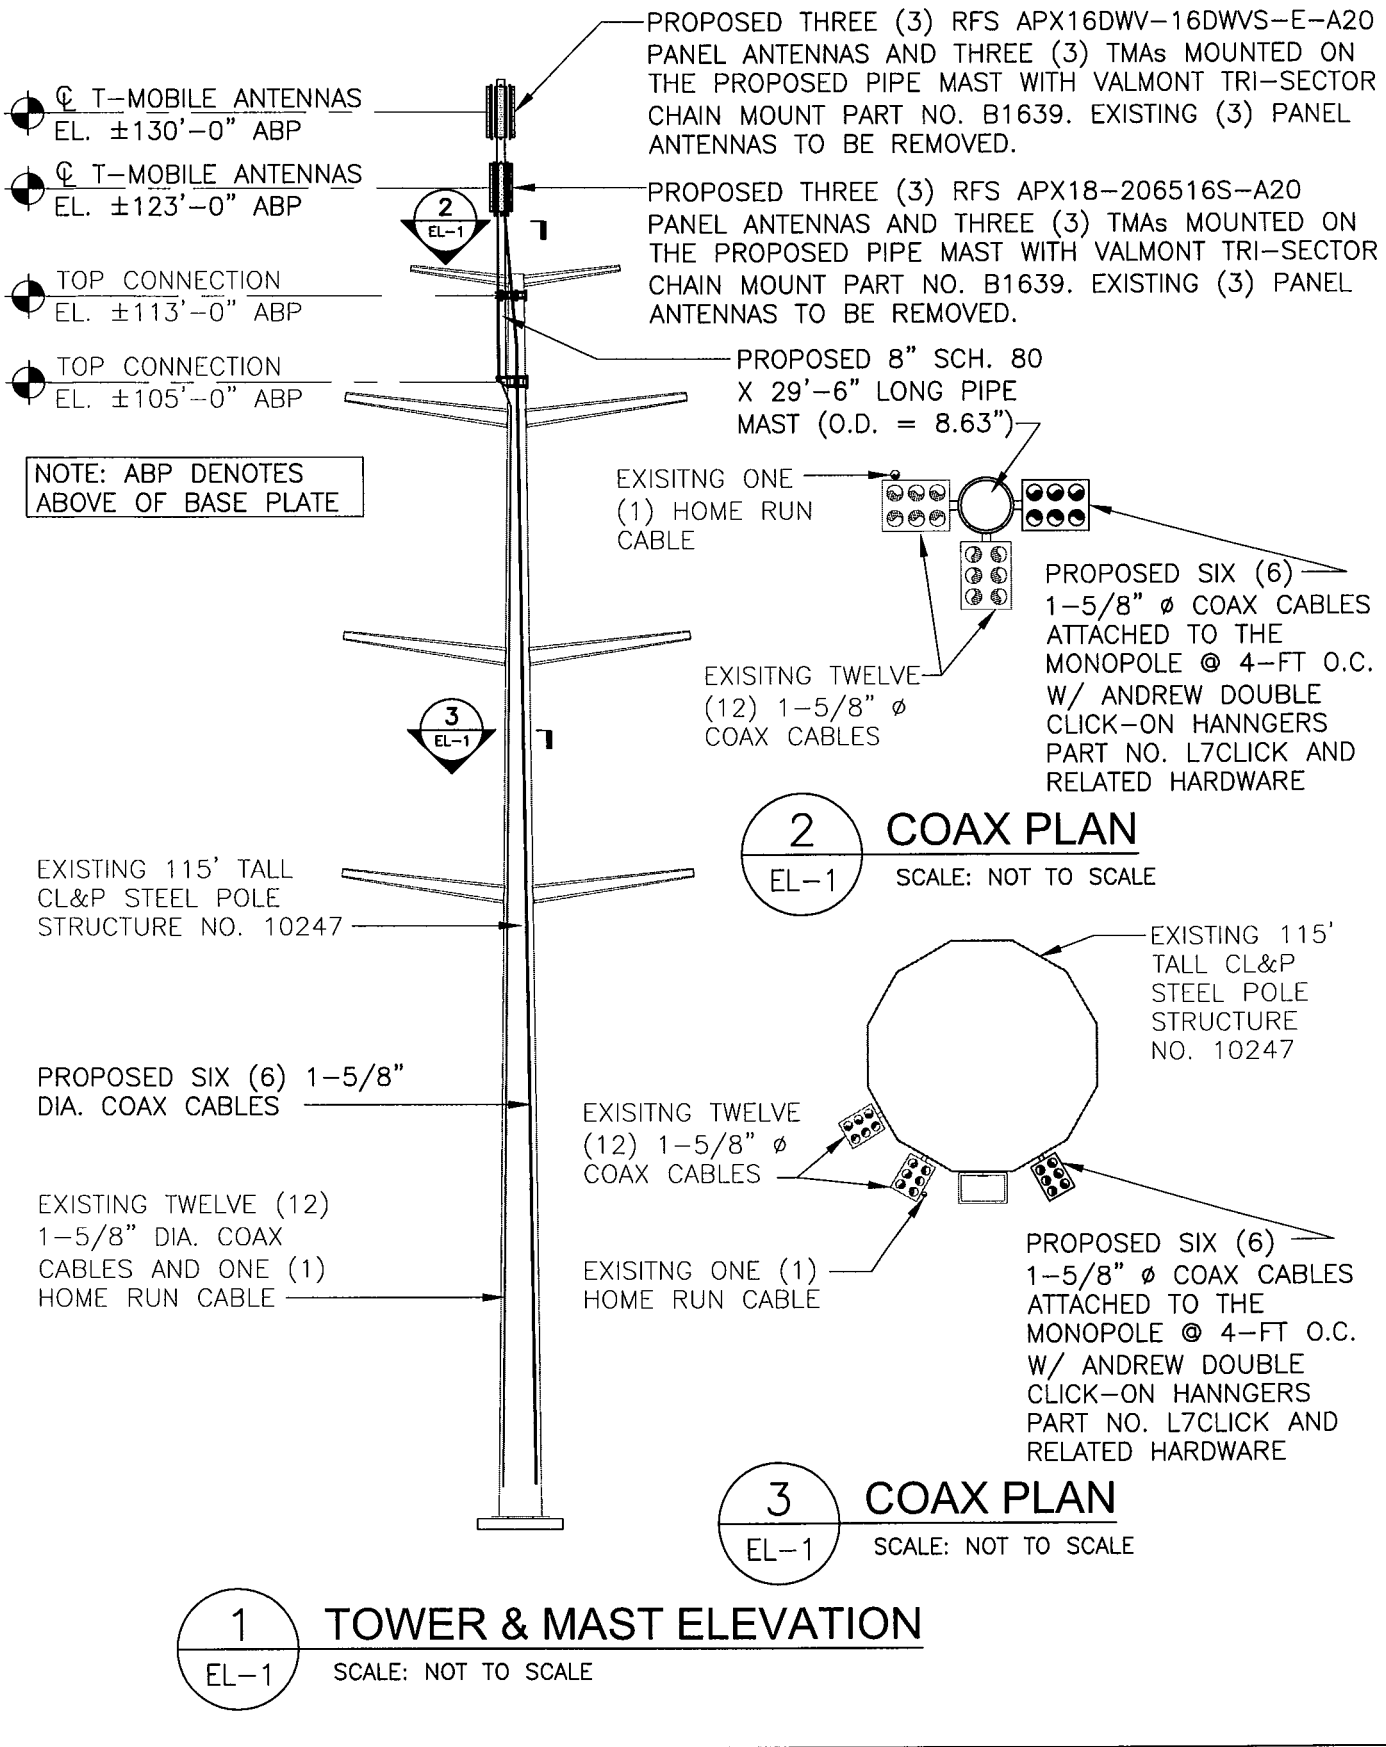 PROPOSED THREE (3) RFS APX16DWV-16DWVS-E-A20
PANEL ANTENNAS AND THREE (3) TMAs MOUNTED ON
THE PROPOSED PIPE MAST WITH VALMONT TRI-SECTOR
CHAIN MOUNT PART NO. B1639. EXISTING (3) PANEL
ANTENNAS TO BE REMOVED.
℄ T-MOBILE ANTENNAS
EL. ±130'-0" ABP
℄ T-MOBILE ANTENNAS
EL. ±123'-0" ABP
PROPOSED THREE (3) RFS APX18-206516S-A20
PANEL ANTENNAS AND THREE (3) TMAs MOUNTED ON
THE PROPOSED PIPE MAST WITH VALMONT TRI-SECTOR
CHAIN MOUNT PART NO. B1639. EXISTING (3) PANEL
ANTENNAS TO BE REMOVED.
2
EL-1
TOP CONNECTION
EL. ±113'-0" ABP
TOP CONNECTION
EL. ±105'-0" ABP
PROPOSED 8" SCH. 80
X 29'-6" LONG PIPE
MAST (O.D. = 8.63")
NOTE: ABP DENOTES
ABOVE OF BASE PLATE
EXISITNG ONE
(1) HOME RUN
CABLE
PROPOSED SIX (6)
1-5/8" ø COAX CABLES
ATTACHED TO THE
MONOPOLE @ 4-FT O.C.
W/ ANDREW DOUBLE
CLICK-ON HANNGERS
PART NO. L7CLICK AND
RELATED HARDWARE
EXISITNG TWELVE
(12) 1-5/8" ø
COAX CABLES
3
EL-1
2
EL-1
COAX PLAN
SCALE: NOT TO SCALE
EXISTING 115' TALL
CL&P STEEL POLE
STRUCTURE NO. 10247
EXISTING 115'
TALL CL&P
STEEL POLE
STRUCTURE
NO. 10247
PROPOSED SIX (6) 1-5/8"
DIA. COAX CABLES
EXISITNG TWELVE
(12) 1-5/8" ø
COAX CABLES
EXISTING TWELVE (12)
1-5/8" DIA. COAX
CABLES AND ONE (1)
HOME RUN CABLE
EXISITNG ONE (1)
HOME RUN CABLE
PROPOSED SIX (6)
1-5/8" ø COAX CABLES
ATTACHED TO THE
MONOPOLE @ 4-FT O.C.
W/ ANDREW DOUBLE
CLICK-ON HANNGERS
PART NO. L7CLICK AND
RELATED HARDWARE
3
EL-1
COAX PLAN
SCALE: NOT TO SCALE
1
EL-1
TOWER & MAST ELEVATION
SCALE: NOT TO SCALE